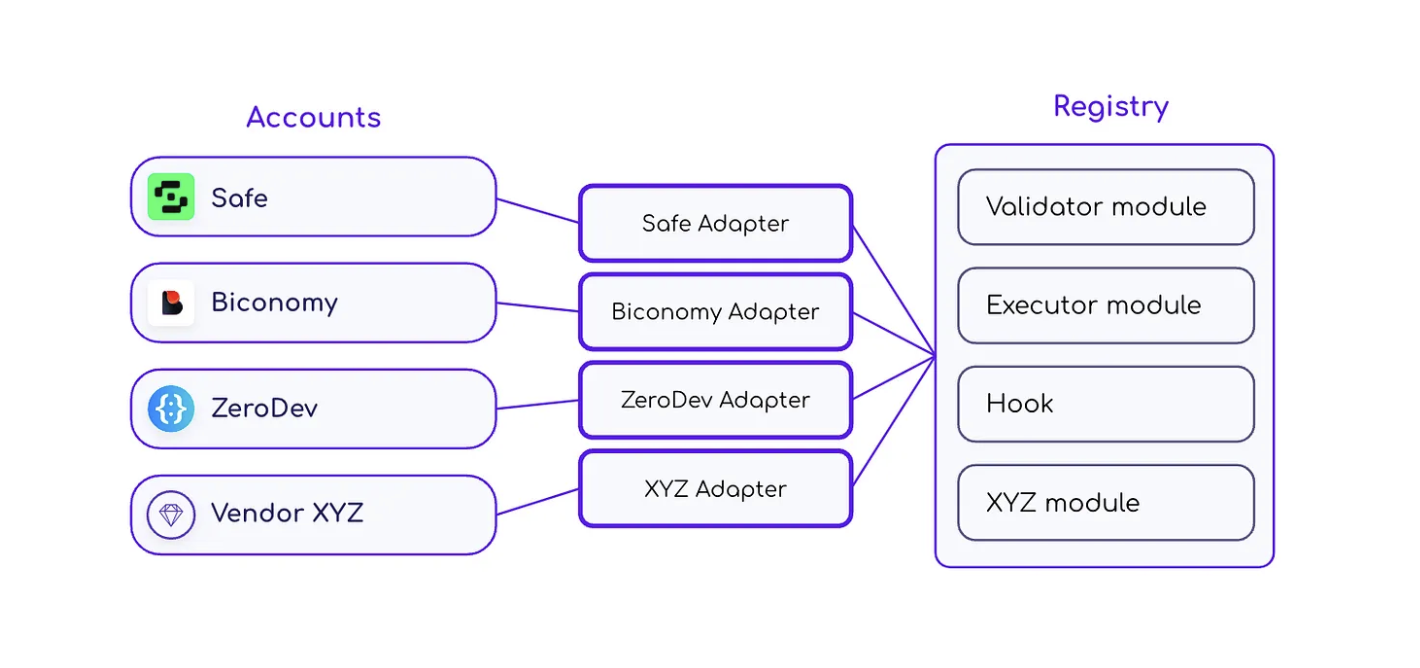 Accounts
Safe
Biconomy
ZeroDev
Vendor XYZ
Safe Adapter
Biconomy Adapter
ZeroDev Adapter
XYZ Adapter
Registry
Validator module
Executor module
Hook
XYZ module